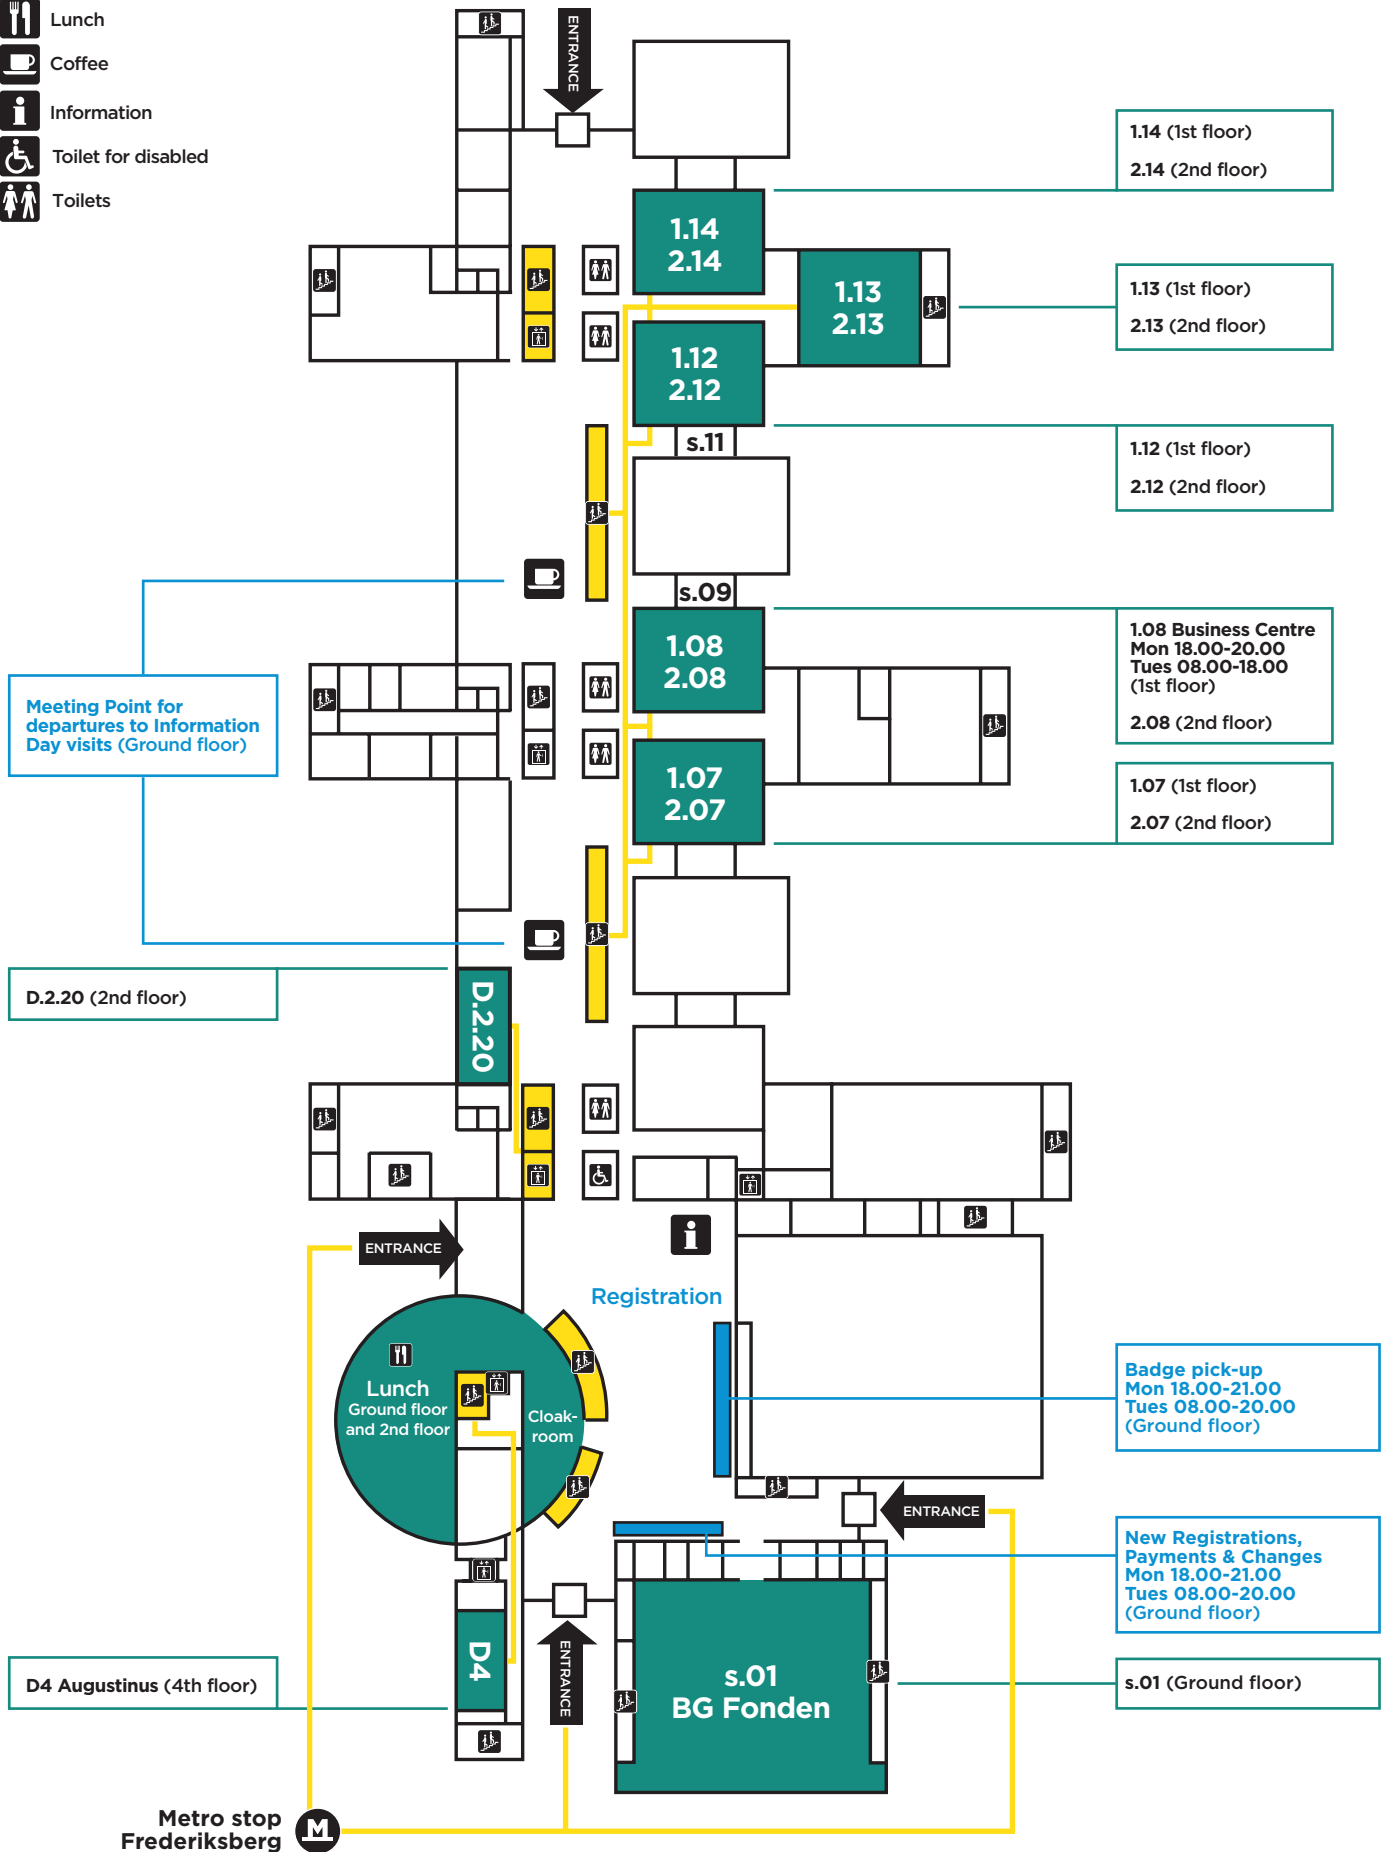 Lunch
Coffee
Information
Toilet for disabled
Toilets
ENTRANCE
1.14 (1st floor)
2.14 (2nd floor)
1.14
2.14
1.13
2.13
1.13 (1st floor)
2.13 (2nd floor)
1.12
2.12
s.11
1.12 (1st floor)
2.12 (2nd floor)
s.09
1.08
2.08
1.08 Business Centre
Mon 18.00-20.00
Tues 08.00-18.00
(1st floor)
2.08 (2nd floor)
Meeting Point for
departures to Information
Day visits (Ground floor)
1.07
2.07
1.07 (1st floor)
2.07 (2nd floor)
D.2.20 (2nd floor)
D.2.20
ENTRANCE
Registration
Lunch
Ground floor
and 2nd floor
Cloak-
room
Badge pick-up
Mon 18.00-21.00
Tues 08.00-20.00
(Ground floor)
ENTRANCE
New Registrations,
Payments & Changes
Mon 18.00-21.00
Tues 08.00-20.00
(Ground floor)
D4
ENTRANCE
s.01
BG Fonden
s.01 (Ground floor)
D4 Augustinus (4th floor)
Metro stop
Frederiksberg
M